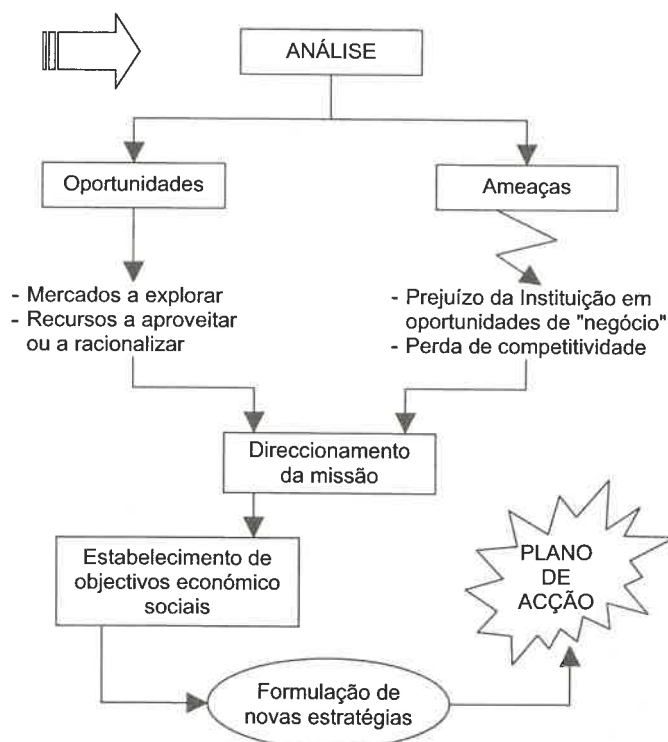 ANÁLISE
Oportunidades
Ameaças
- Mercados a explorar
- Recursos a aproveitar
ou a racionalizar
- Prejuízo da Instituição em
oportunidades de "negócio"
- Perda de competitividade
Direccionamento
da missão
Estabelecimento de
objectivos económico
sociais
PLANO
DE
ACÇÃO
Formulação de
novas estratégias